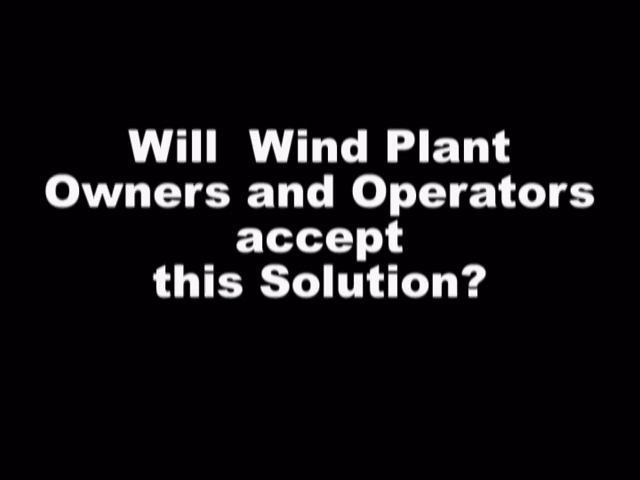 Will  Wind Plant
Owners and Operators
accept
this Solution?